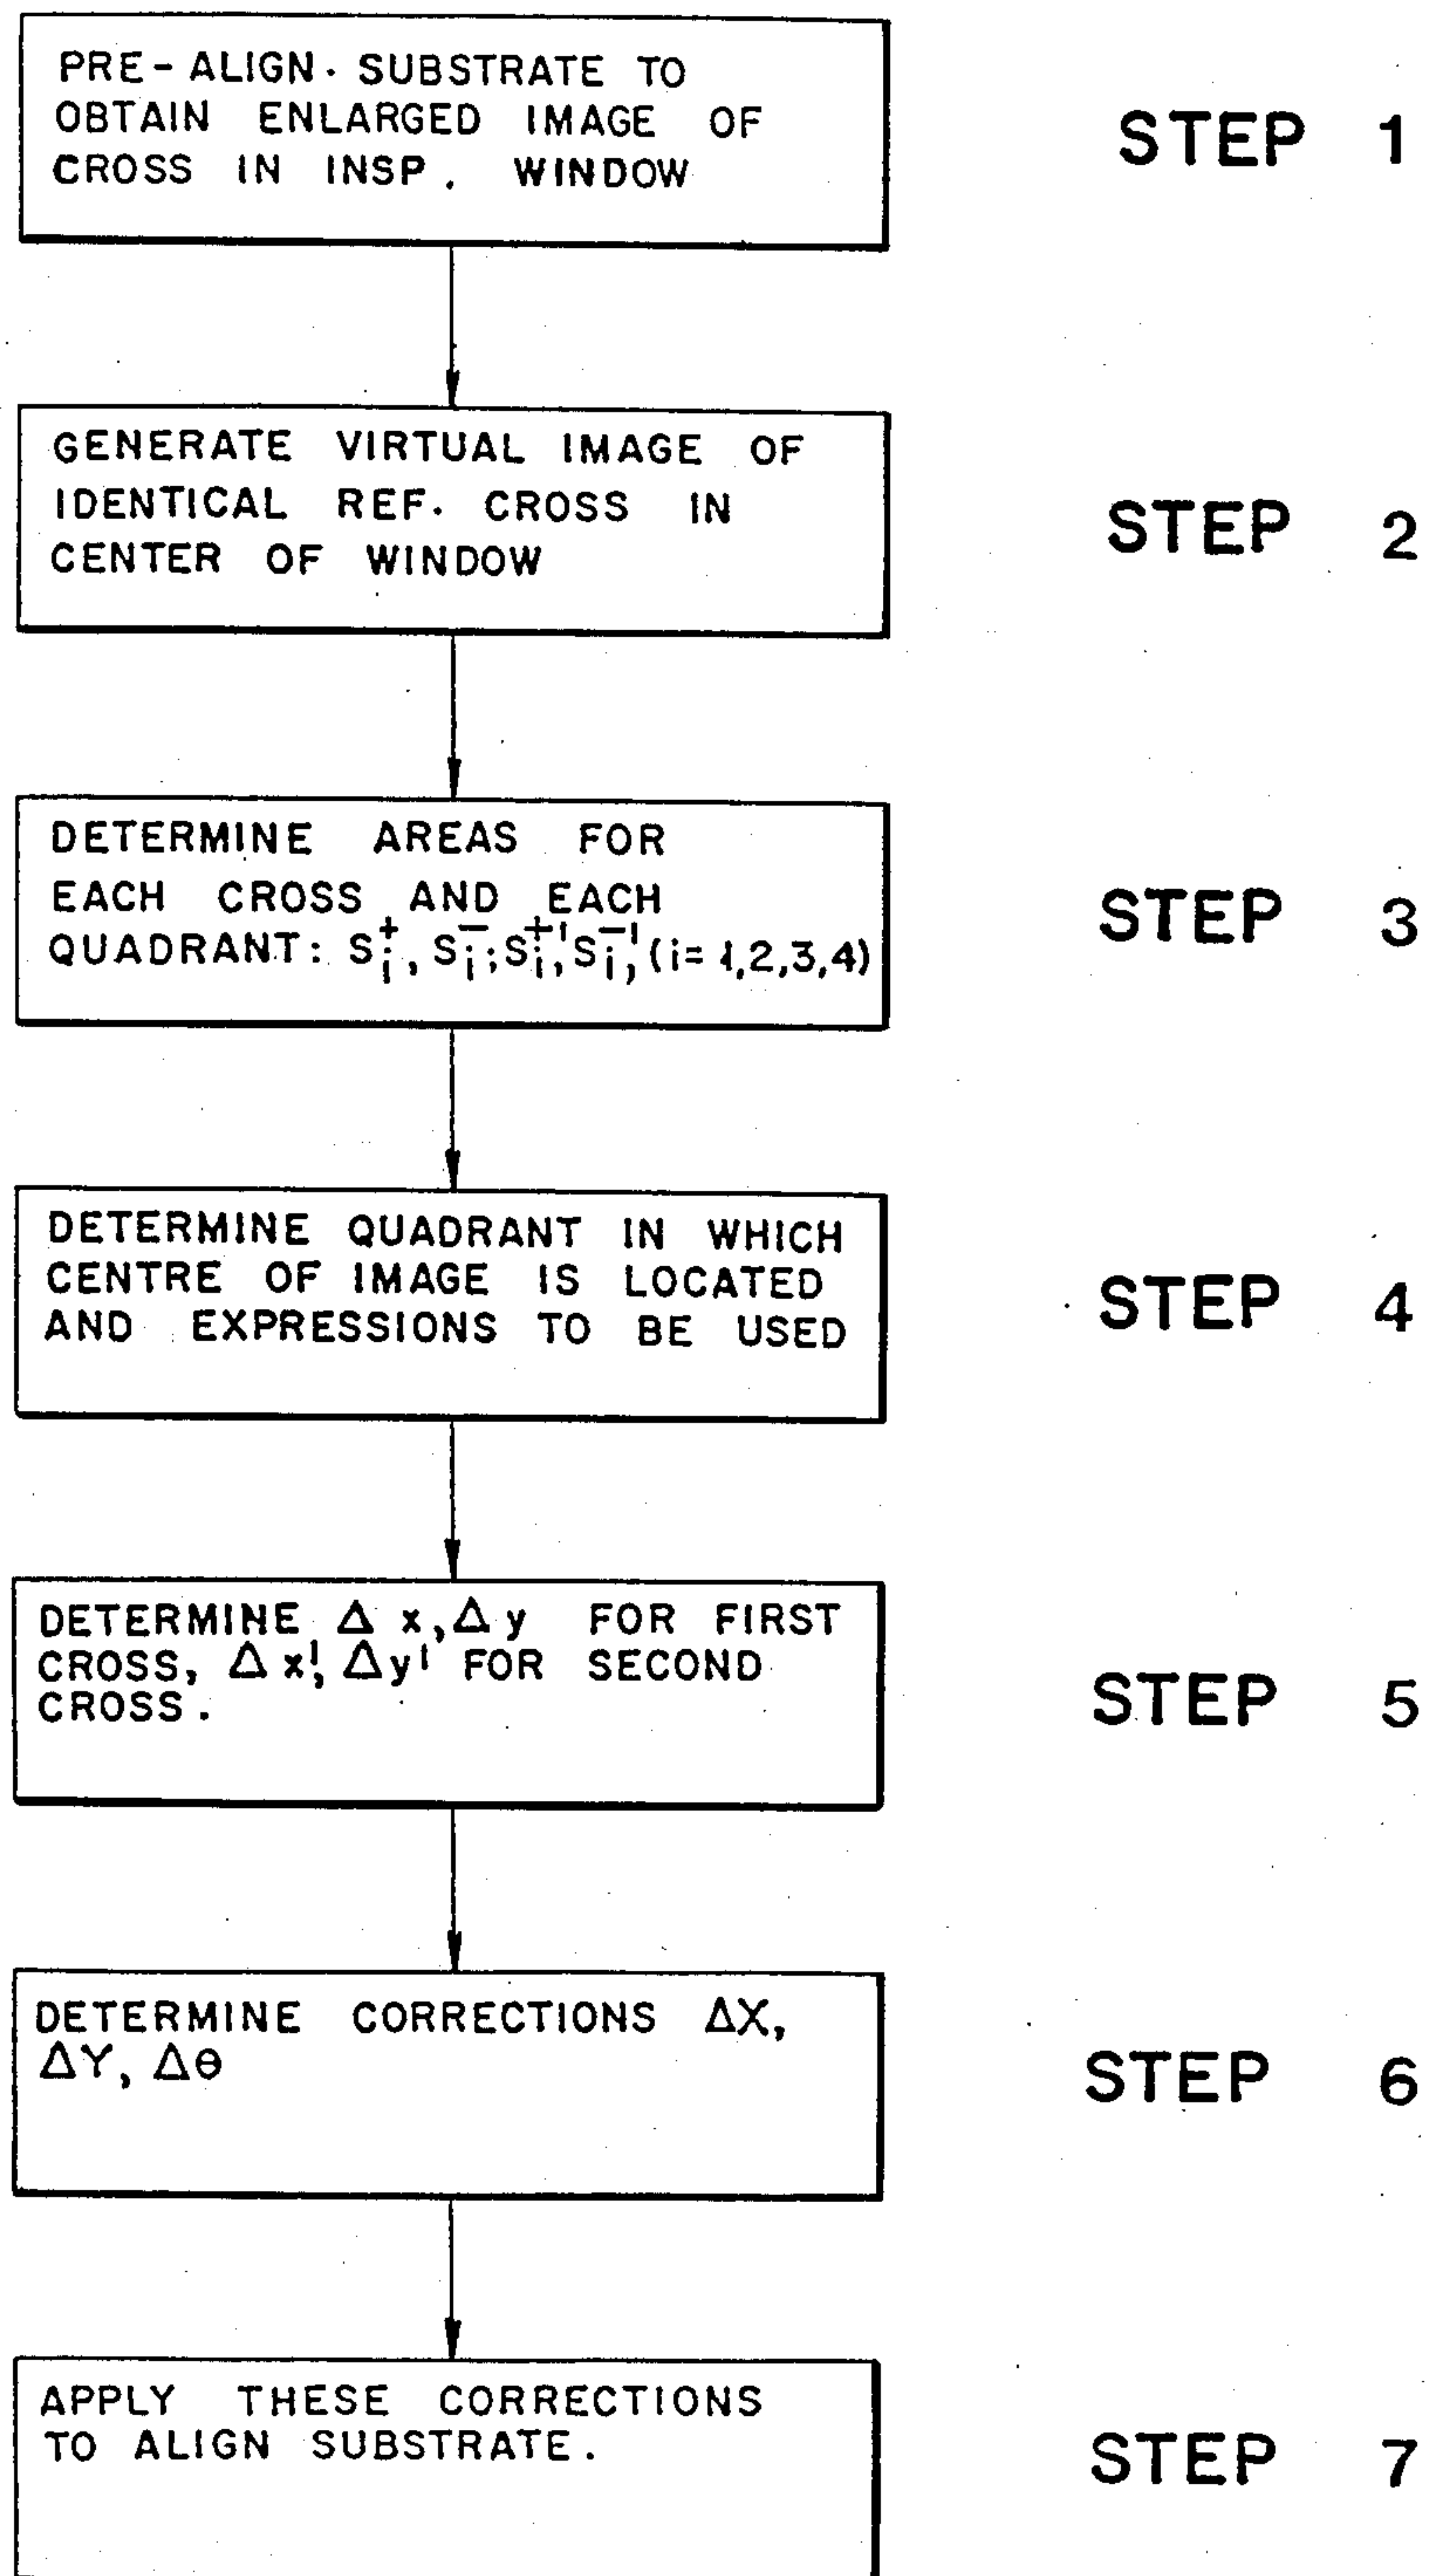 PRE-ALIGN. SUBSTRATE TO
OBTAIN ENLARGED IMAGE OF
CROSS IN INSP. WINDOW
STEP 1
GENERATE VIRTUAL IMAGE OF
IDENTICAL REF. CROSS IN
CENTER OF WINDOW
STEP 2
DETERMINE AREAS FOR
EACH CROSS AND EACH
QUADRANT: Sᵢ⁺, Sᵢ⁻; Sᵢ⁺', Sᵢ⁻', (i= 1,2,3,4)
STEP 3
DETERMINE QUADRANT IN WHICH
CENTRE OF IMAGE IS LOCATED
AND EXPRESSIONS TO BE USED
STEP 4
DETERMINE Δ x, Δ y FOR FIRST
CROSS, Δ x', Δ y' FOR SECOND
CROSS.
STEP 5
DETERMINE CORRECTIONS ΔX,
ΔY, Δθ
STEP 6
APPLY THESE CORRECTIONS
TO ALIGN SUBSTRATE.
STEP 7